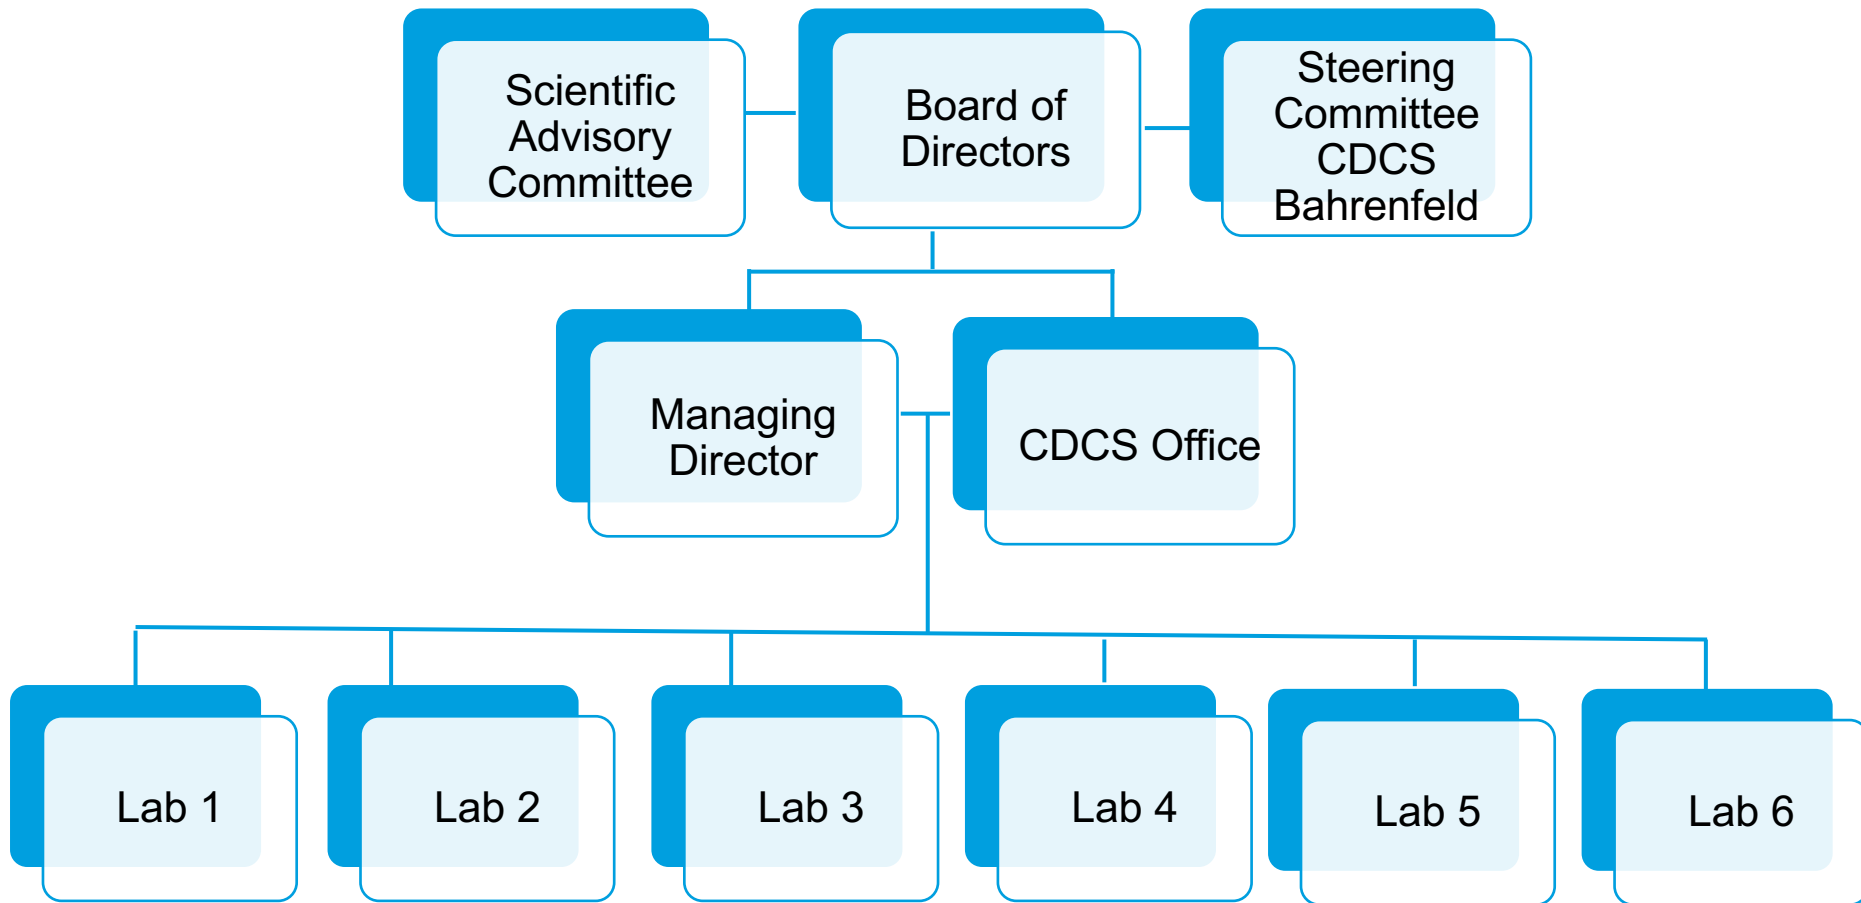 Scientific
Advisory
Committee
Board of
Directors
Steering
Committee
CDCS
Bahrenfeld
Managing
Director
CDCS Office
Lab 1
Lab 2
Lab 3
Lab 4
Lab 5
Lab 6